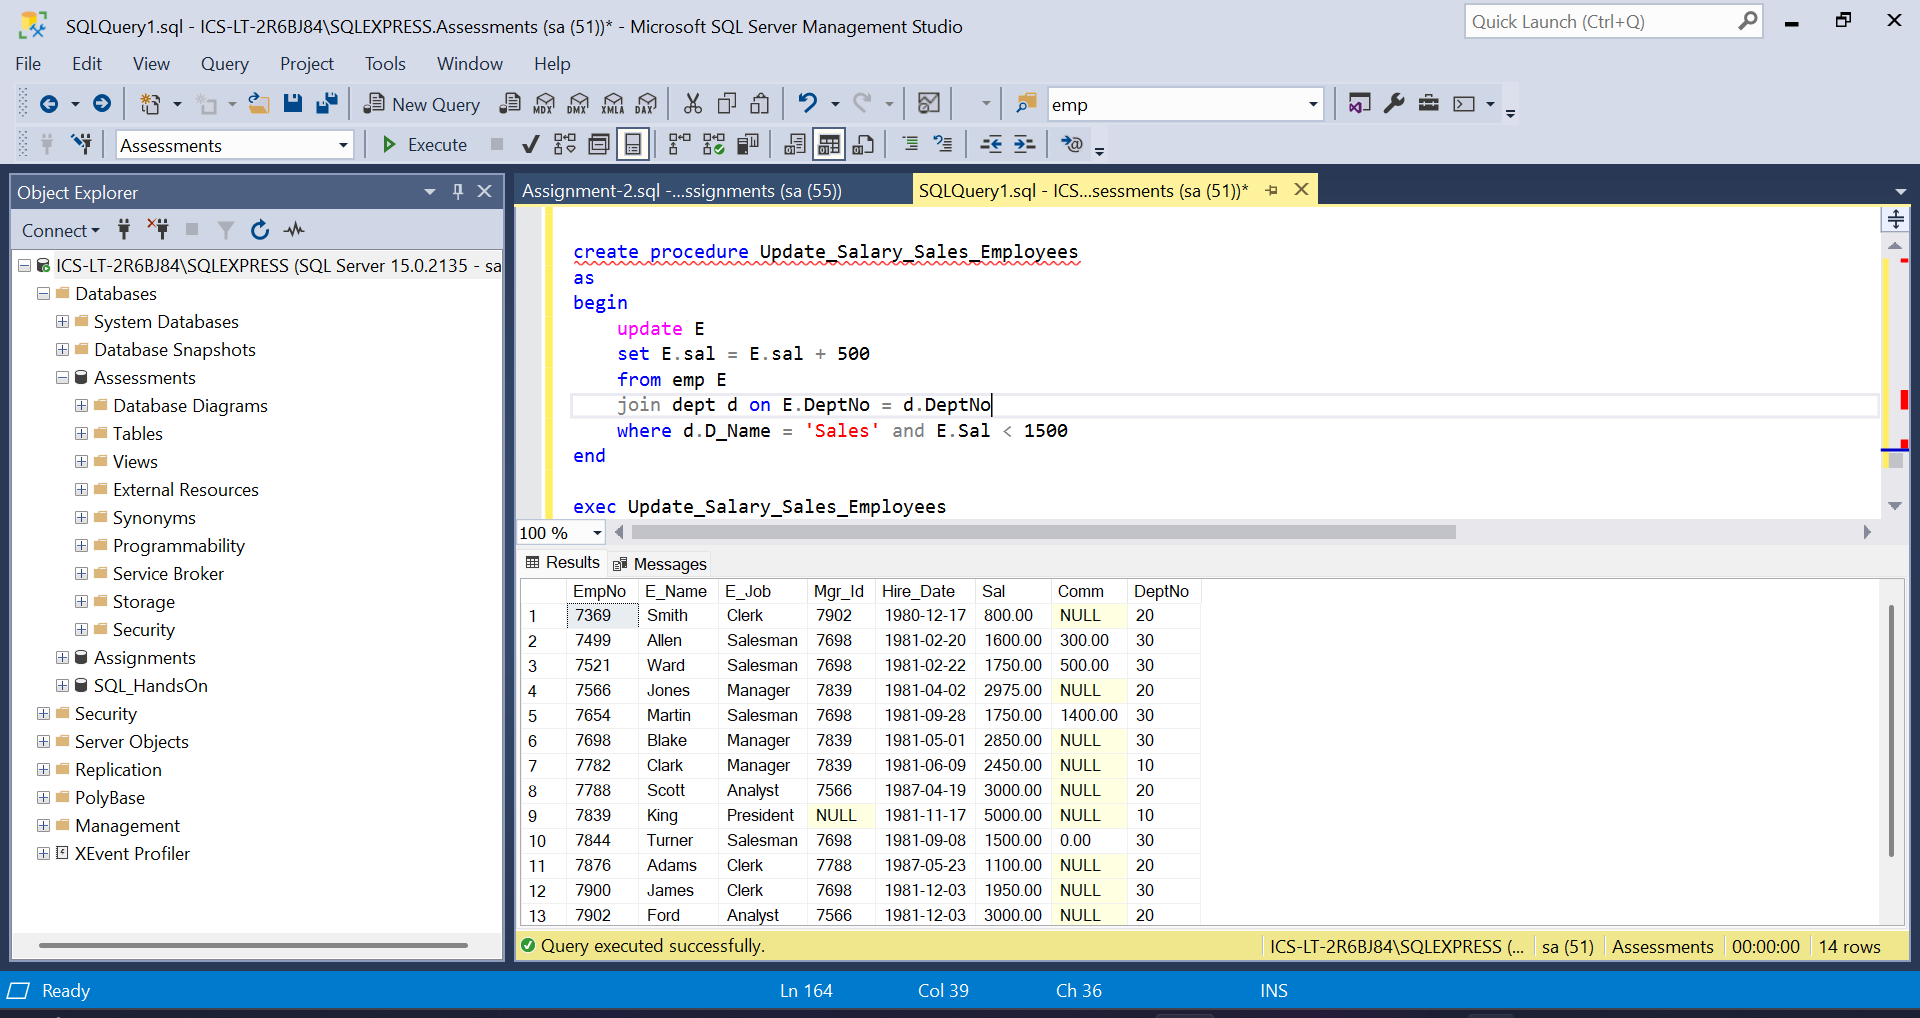 SQLQuery1.sql - ICS-LT-2R6BJ84\SQLEXPRESS.Assessments (sa (51))* - Microsoft SQL Server Management Studio
Quick Launch (Ctrl+Q)
File Edit View Query Project Tools Window Help
New Query MDX DMX XMLA DAX emp
Assessments Execute
Object Explorer
Connect
ICS-LT-2R6BJ84\SQLEXPRESS (SQL Server 15.0.2135 - sa
Databases
System Databases
Database Snapshots
Assessments
Database Diagrams
Tables
Views
External Resources
Synonyms
Programmability
Service Broker
Storage
Security
Assignments
SQL_HandsOn
Security
Server Objects
Replication
PolyBase
Management
XEvent Profiler
Assignment-2.sql -...ssignments (sa (55))
SQLQuery1.sql - ICS...sessments (sa (51))*
create procedure Update_Salary_Sales_Employees
as
begin
update E
set E.sal = E.sal + 500
from emp E
join dept d on E.DeptNo = d.DeptNo
where d.D_Name = 'Sales' and E.Sal < 1500
end
exec Update_Salary_Sales_Employees
100 %
Results Messages
EmpNo E_Name E_Job Mgr_Id Hire_Date Sal Comm DeptNo
1 7369 Smith Clerk 7902 1980-12-17 800.00 NULL 20
2 7499 Allen Salesman 7698 1981-02-20 1600.00 300.00 30
3 7521 Ward Salesman 7698 1981-02-22 1750.00 500.00 30
4 7566 Jones Manager 7839 1981-04-02 2975.00 NULL 20
5 7654 Martin Salesman 7698 1981-09-28 1750.00 1400.00 30
6 7698 Blake Manager 7839 1981-05-01 2850.00 NULL 30
7 7782 Clark Manager 7839 1981-06-09 2450.00 NULL 10
8 7788 Scott Analyst 7566 1987-04-19 3000.00 NULL 20
9 7839 King President NULL 1981-11-17 5000.00 NULL 10
10 7844 Turner Salesman 7698 1981-09-08 1500.00 0.00 30
11 7876 Adams Clerk 7788 1987-05-23 1100.00 NULL 20
12 7900 James Clerk 7698 1981-12-03 1950.00 NULL 30
13 7902 Ford Analyst 7566 1981-12-03 3000.00 NULL 20
Query executed successfully. ICS-LT-2R6BJ84\SQLEXPRESS (... sa (51) Assessments 00:00:00 14 rows
Ready Ln 164 Col 39 Ch 36 INS